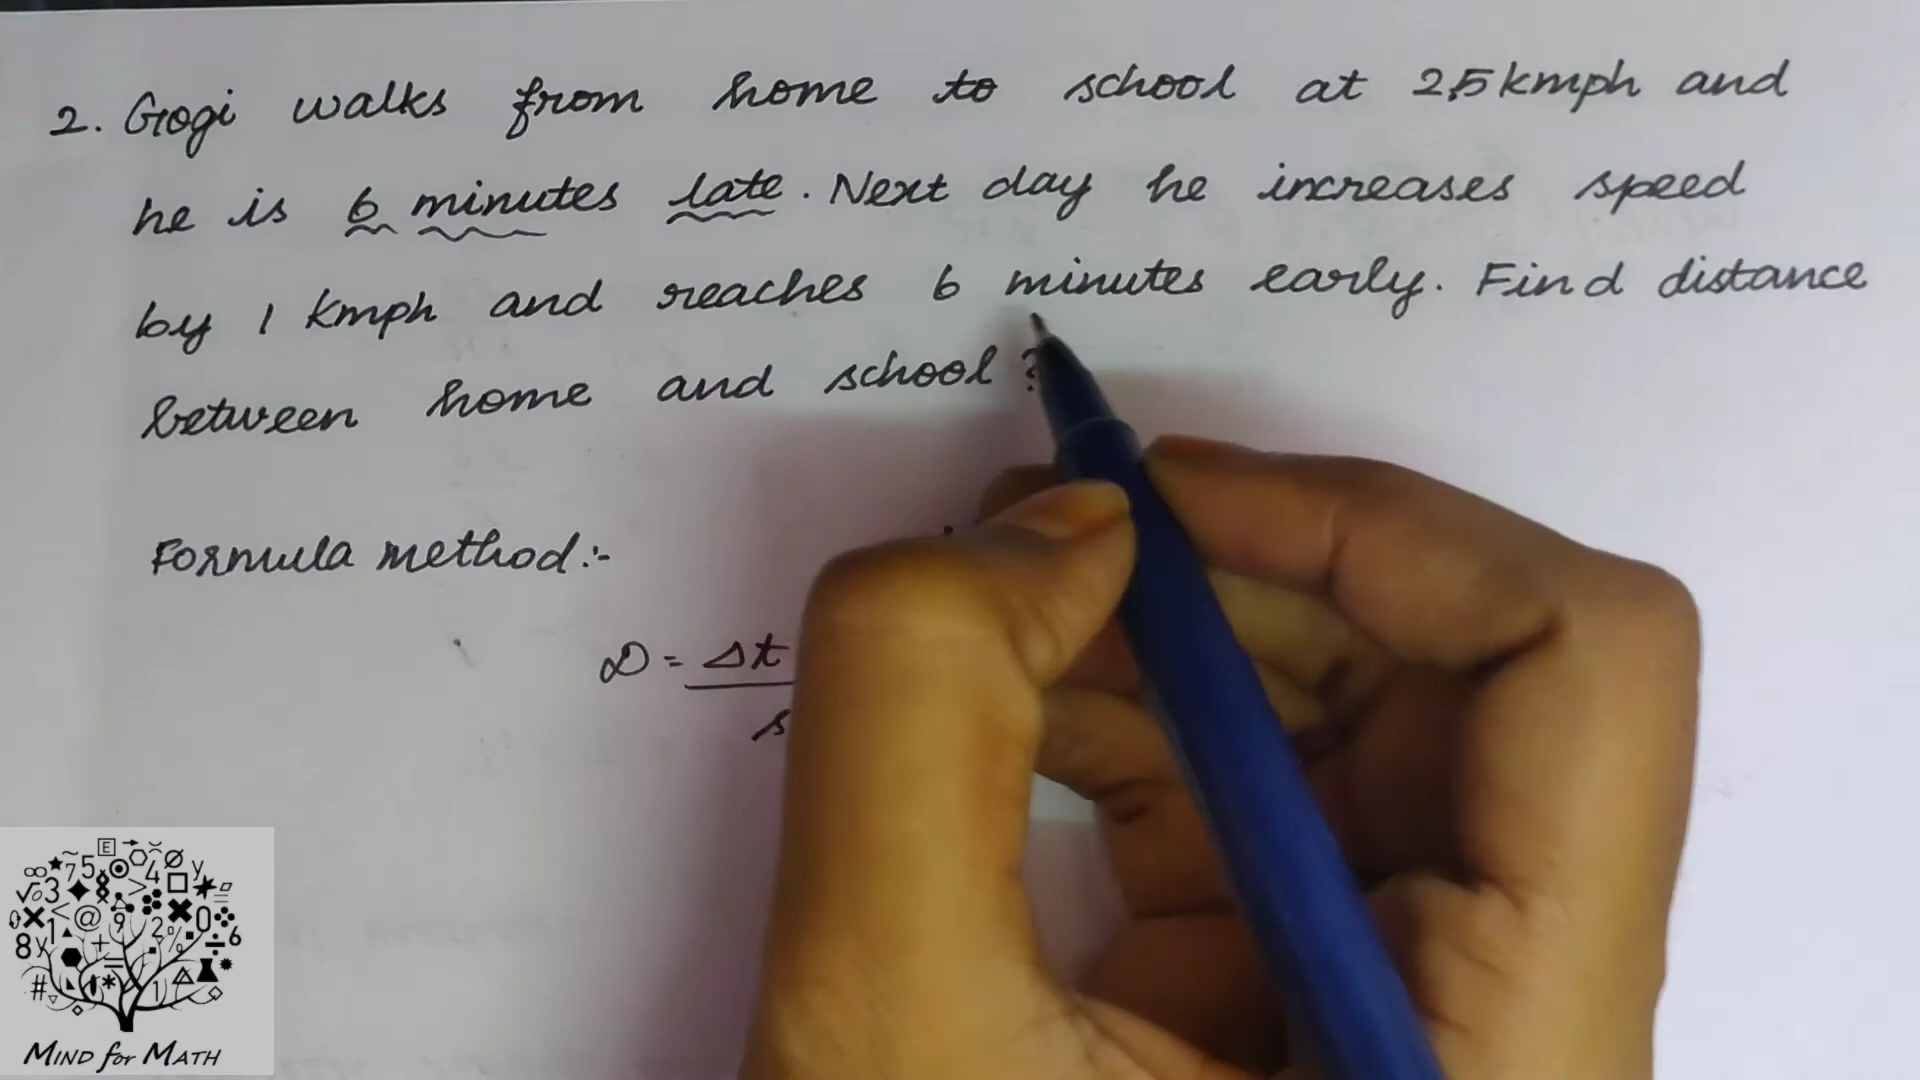 2. Gogi walks from home to school at 2.5 kmph and
he is 6 minutes late. Next day he increases speed
by 1 kmph and reaches 6 minutes early. Find distance
between home and school?
Formula method:-
D = Δt
s
MIND for MATH